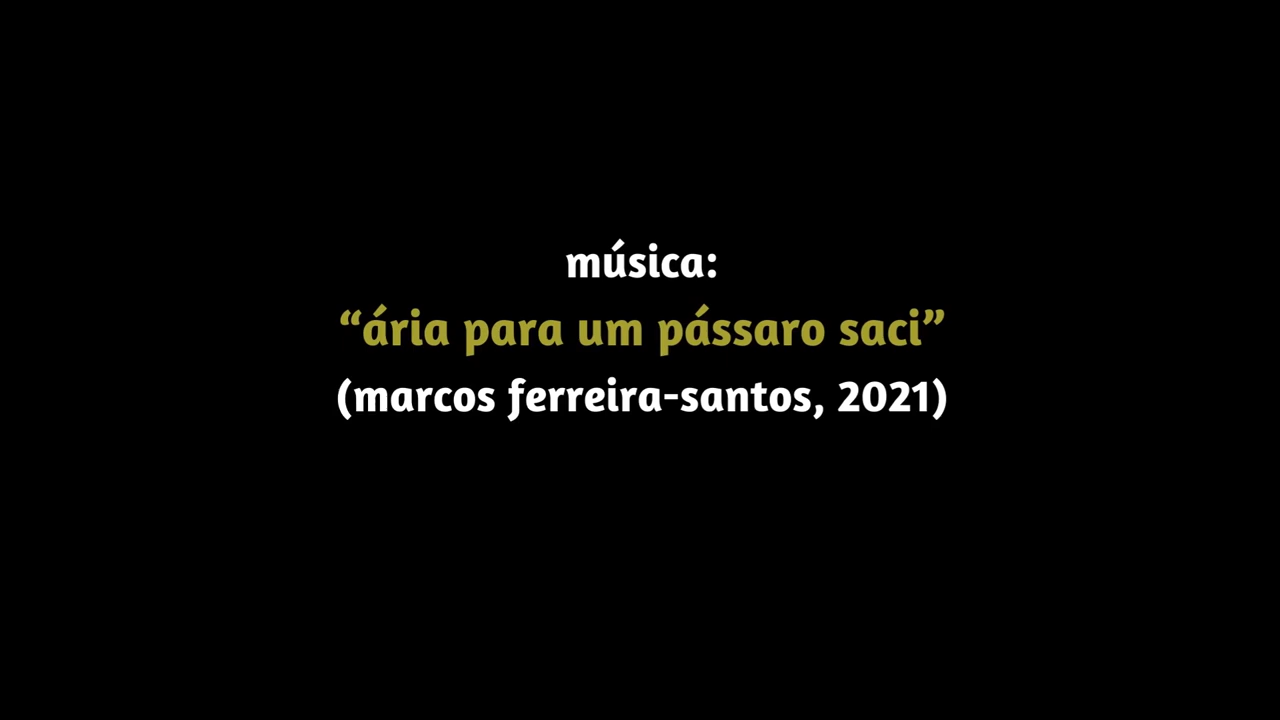 música:
“ária para um pássaro saci”
(marcos ferreira-santos, 2021)